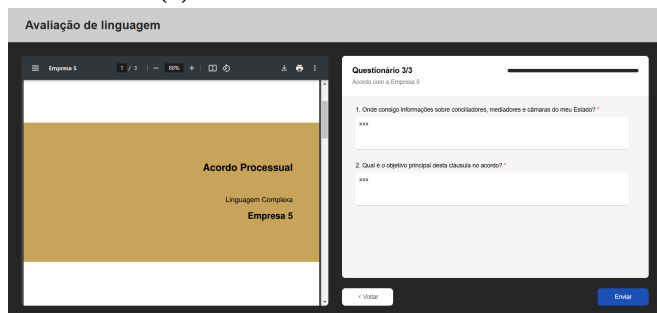 Avaliação de linguagem
Empresa 5
1 / 3
86%
Acordo Processual
Linguagem Complexa
Empresa 5
Questionário 3/3
Acordo com a Empresa 5
1. Onde consigo informações sobre conciliadores, mediadores e câmaras do meu Estado? *
xxx
2. Qual é o objetivo principal desta cláusula no acordo? *
xxx
< Voltar
Enviar